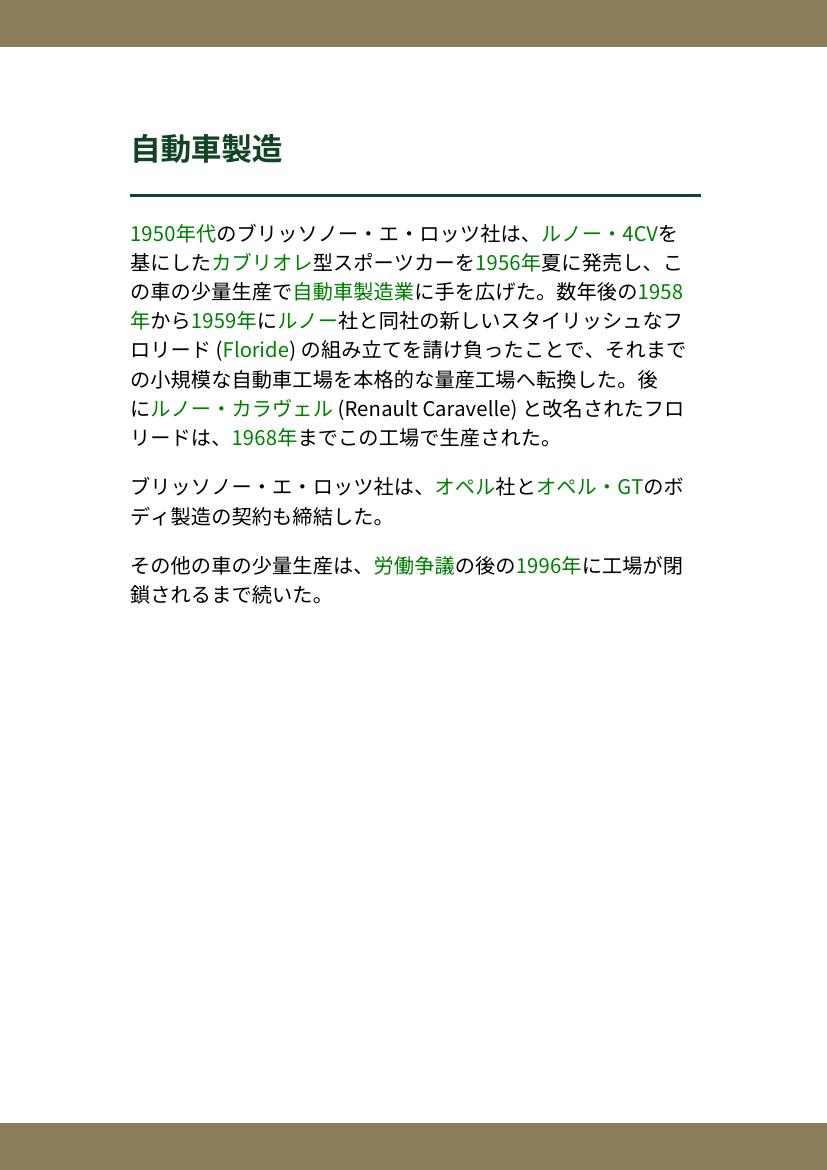 自動車製造
1950年代のブリッソノー・エ・ロッツ社は、ルノー・4CVを
基にしたカブリオレ型スポーツカーを1956年夏に発売し、こ
の車の少量生産で自動車製造業に手を広げた。数年後の1958
年から1959年にルノー社と同社の新しいスタイリッシュなフ
ロリード (Floride) の組み立てを請け負ったことで、それまで
の小規模な自動車工場を本格的な量産工場へ転換した。後
にルノー・カラヴェル (Renault Caravelle) と改名されたフロ
リードは、1968年までこの工場で生産された。
ブリッソノー・エ・ロッツ社は、オペル社とオペル・GTのボ
ディ製造の契約も締結した。
その他の車の少量生産は、労働争議の後の1996年に工場が閉
鎖されるまで続いた。